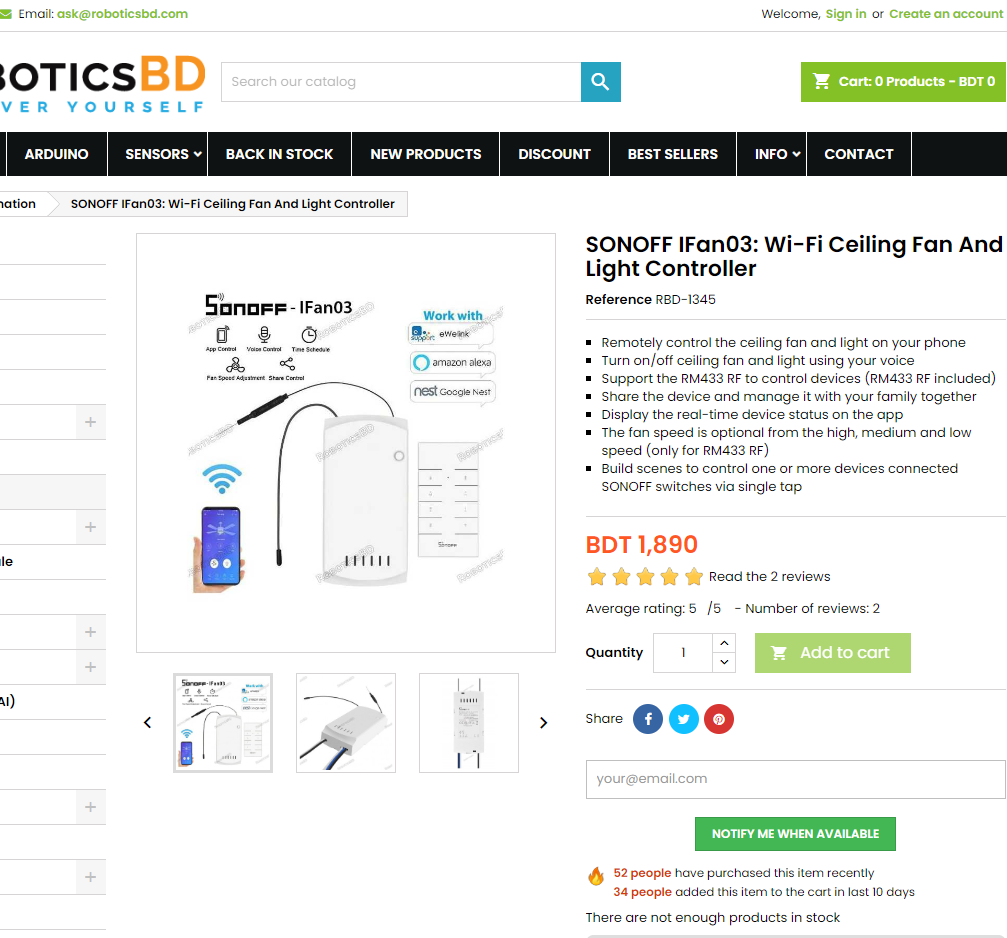 Email: ask@roboticsbd.com
Welcome, Sign in or Create an account
BOTICSBD
VER YOURSELF
Search our catalog
Cart: 0 Products - BDT 0
ARDUINO
SENSORS
BACK IN STOCK
NEW PRODUCTS
DISCOUNT
BEST SELLERS
INFO
CONTACT
SONOFF IFan03: Wi-Fi Ceiling Fan And Light Controller
SONOFF - IFan03
App Control
Voice Control
Time Schedule
Fan Speed Adjustment
Share Control
Work with
support
eWeLink
amazon alexa
nest Google Nest
SONOFF
RoboticsBD
SONOFF IFan03: Wi-Fi Ceiling Fan And
Light Controller
Reference RBD-1345
Remotely control the ceiling fan and light on your phone
Turn on/off ceiling fan and light using your voice
Support the RM433 RF to control devices (RM433 RF included)
Share the device and manage it with your family together
Display the real-time device status on the app
The fan speed is optional from the high, medium and low
speed (only for RM433 RF)
Build scenes to control one or more devices connected
SONOFF switches via single tap
BDT 1,890
Read the 2 reviews
Average rating: 5 /5 - Number of reviews: 2
Quantity
1
Add to cart
Share
your@email.com
NOTIFY ME WHEN AVAILABLE
52 people have purchased this item recently
34 people added this item to the cart in last 10 days
There are not enough products in stock